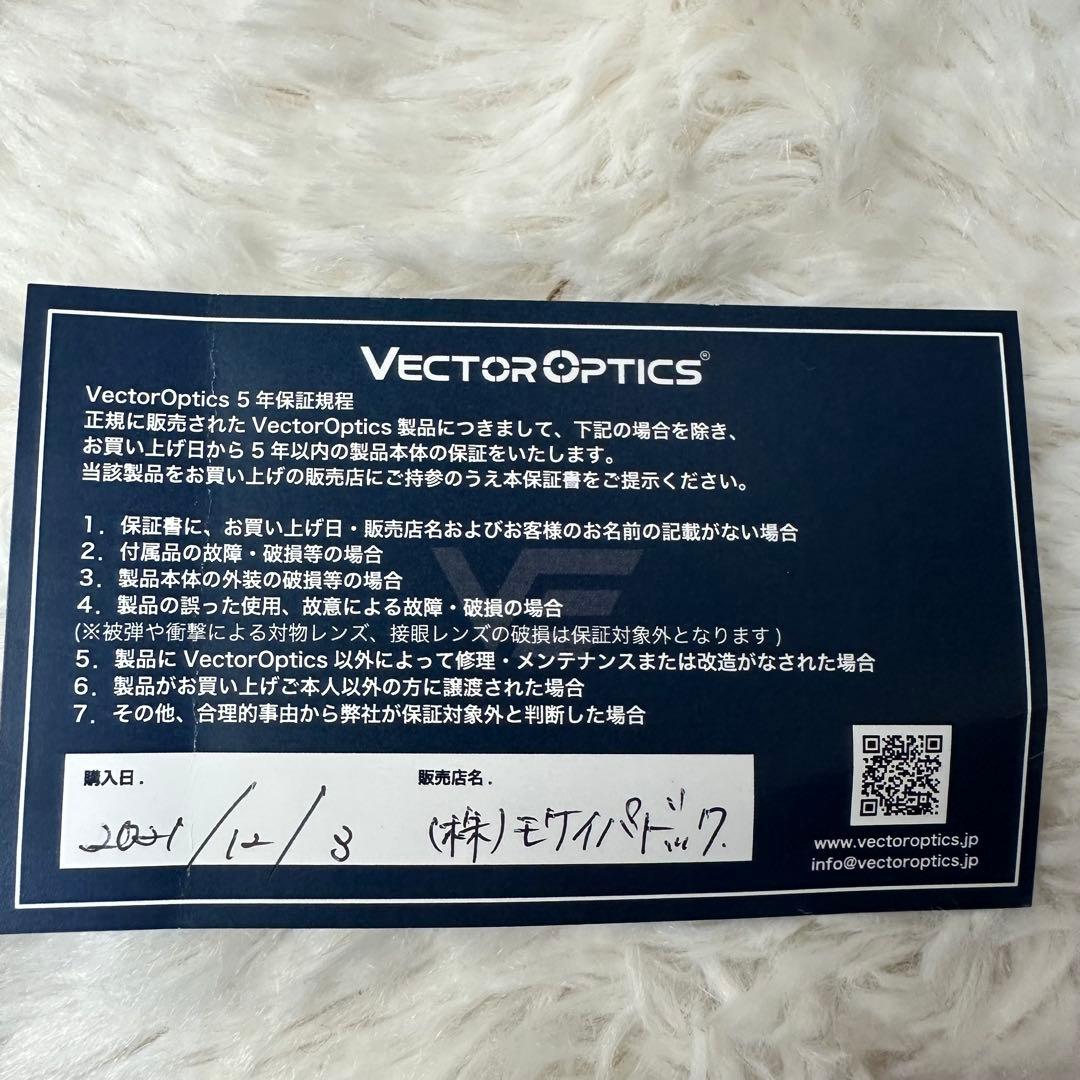 VECTOR OPTICS®
VectorOptics 5 年保証規程
正規に販売された VectorOptics 製品につきまして、下記の場合を除き、
お買い上げ日から 5 年以内の製品本体の保証をいたします。
当該製品をお買い上げの販売店にご持参のうえ本保証書をご提示ください。
1．保証書に、お買い上げ日・販売店名およびお客様のお名前の記載がない場合
2．付属品の故障・破損等の場合
3．製品本体の外装の破損等の場合
4．製品の誤った使用、故意による故障・破損の場合
(※被弾や衝撃による対物レンズ、接眼レンズの破損は保証対象外となります)
5．製品に VectorOptics 以外によって修理・メンテナンスまたは改造がなされた場合
6．製品がお買い上げご本人以外の方に譲渡された場合
7．その他、合理的事由から弊社が保証対象外と判断した場合
購入日． 販売店名．
2021/12/3 (株)モケイパドック.
www.vectoroptics.jp
info@vectoroptics.jp